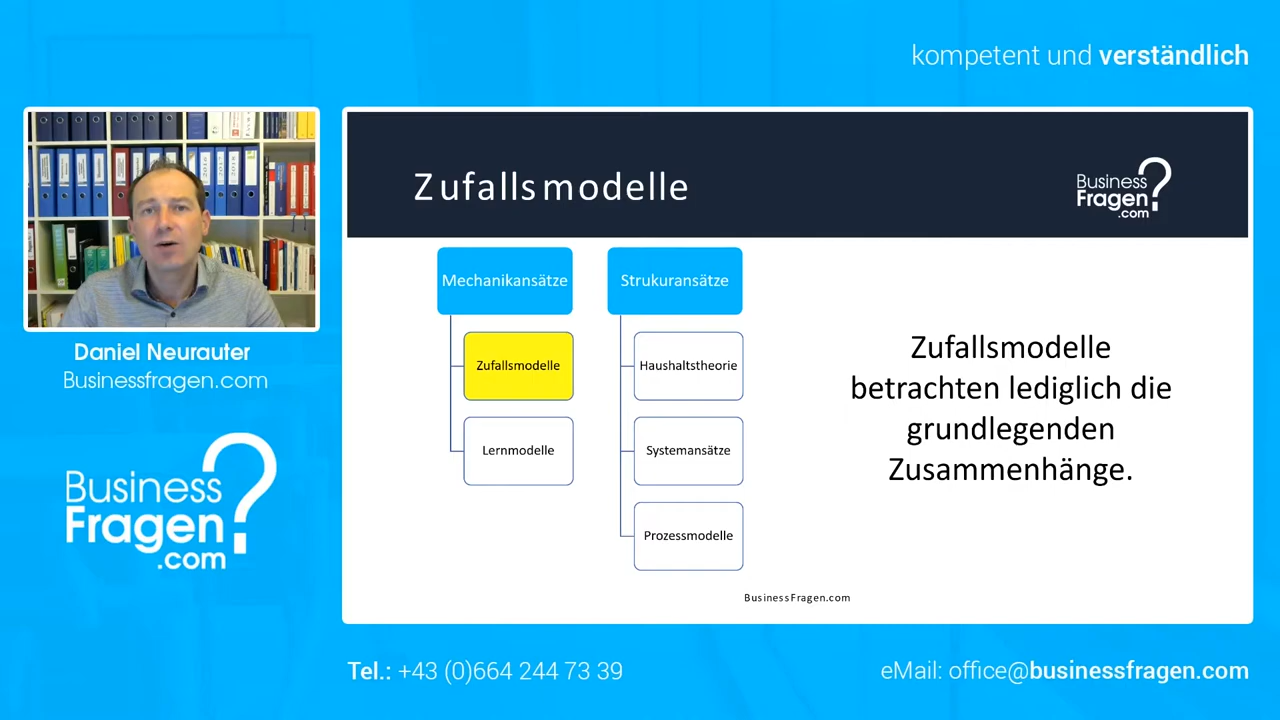 kompetent und verständlich
Zufallsmodelle
Business
Fragen?
.com
Mechanikansätze
Zufallsmodelle
Lernmodelle
Strukuransätze
Haushaltstheorie
Systemansätze
Prozessmodelle
Zufallsmodelle
betrachten lediglich die
grundlegenden
Zusammenhänge.
BusinessFragen.com
Daniel Neurauter
Businessfragen.com
Business
Fragen?
.com
Tel.: +43 (0)664 244 73 39
eMail: office@businessfragen.com